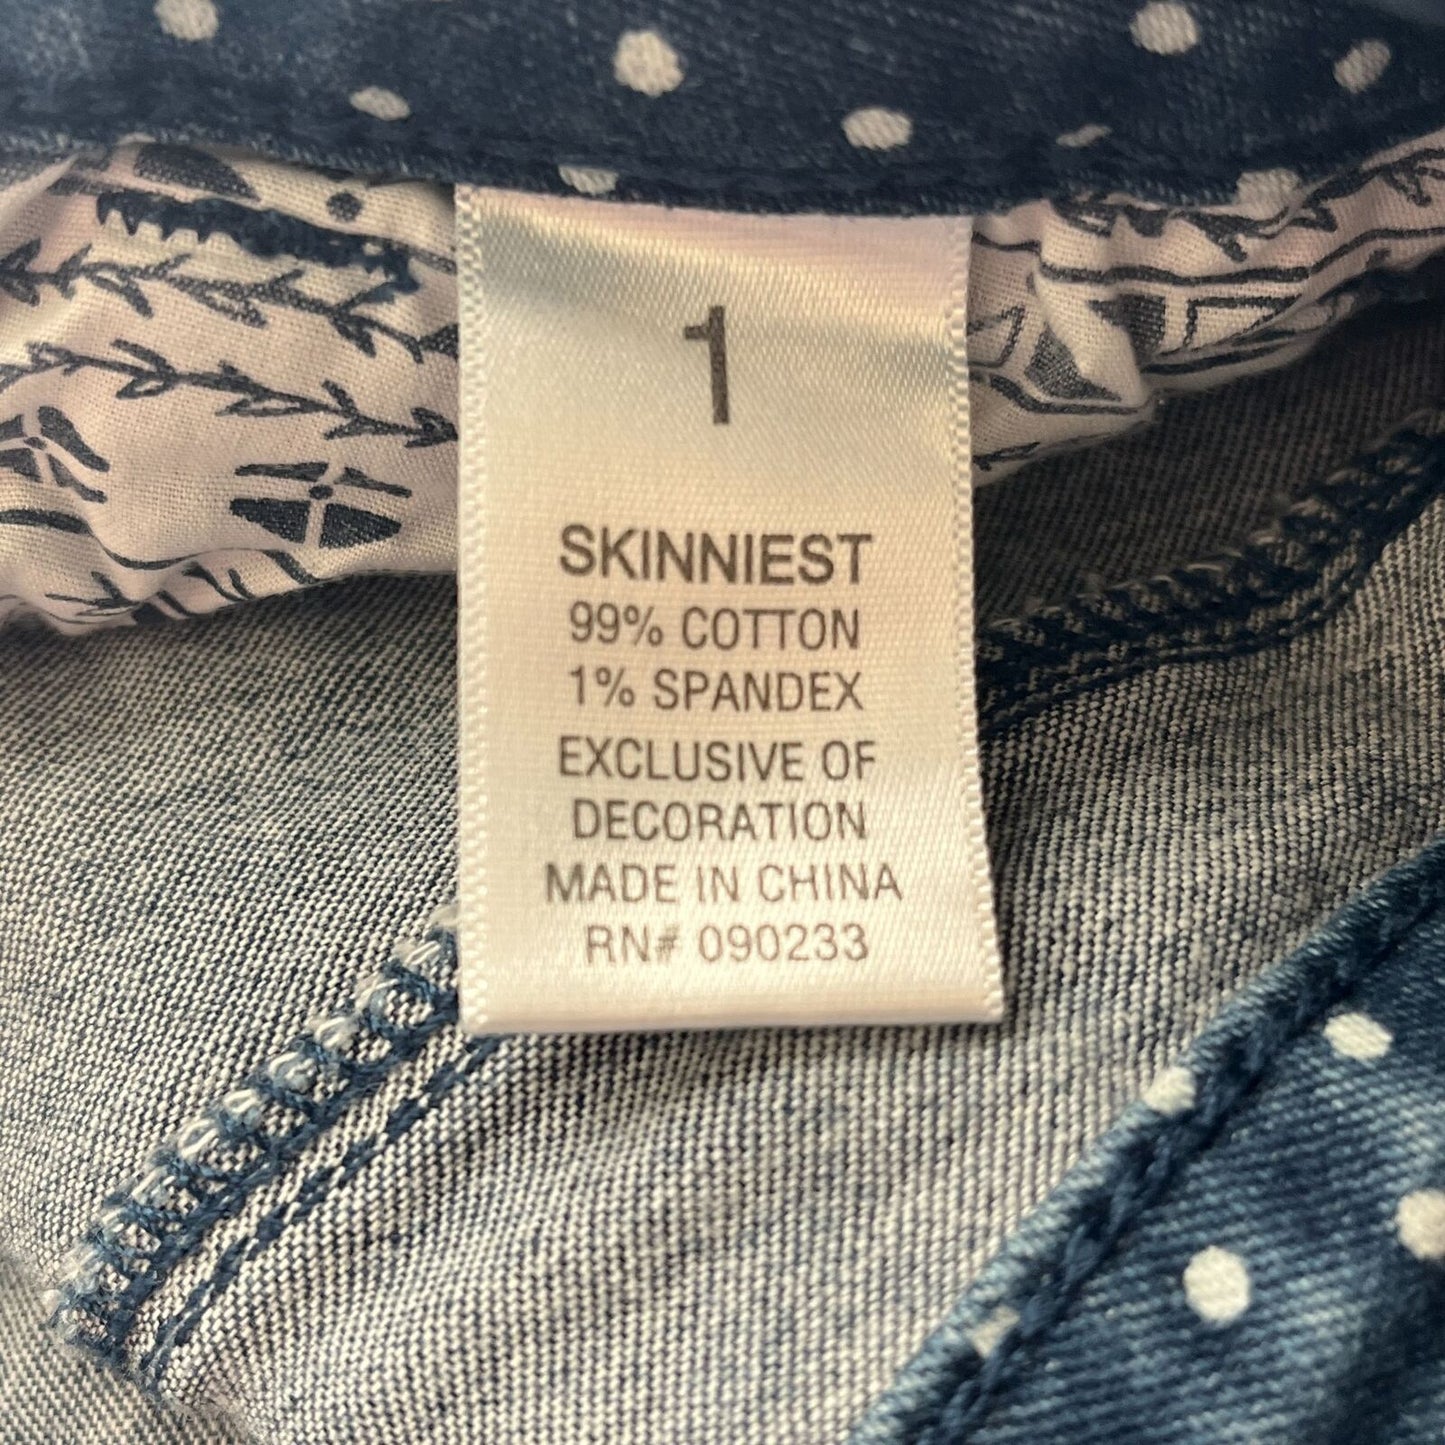 1
SKINNIEST
99% COTTON
1% SPANDEX
EXCLUSIVE OF
DECORATION
MADE IN CHINA
RN# 090233